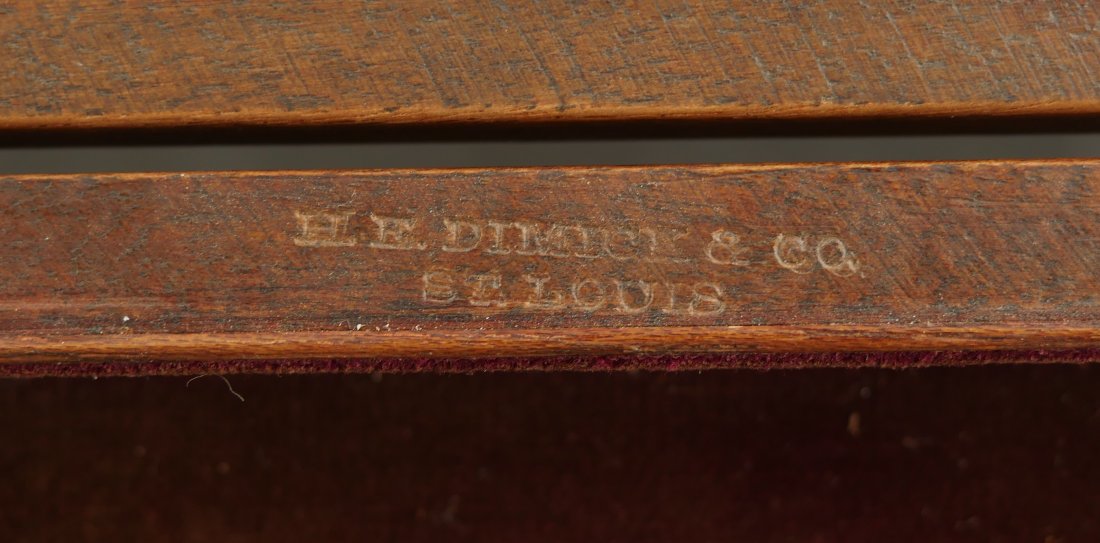 H.E. DIMICK & CO.
ST. LOUIS